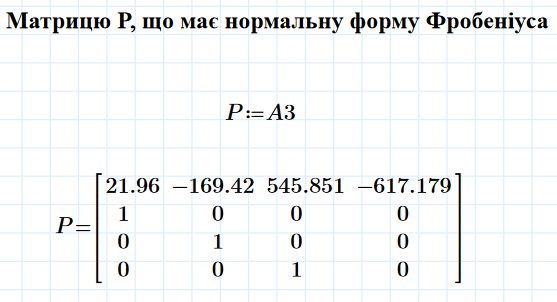 Матрицю P, що має нормальну форму Фробеніуса
P≔A3
21.96 −169.42 545.851 −617.179
1 0 0 0
P= 0 1 0 0
0 0 1 0